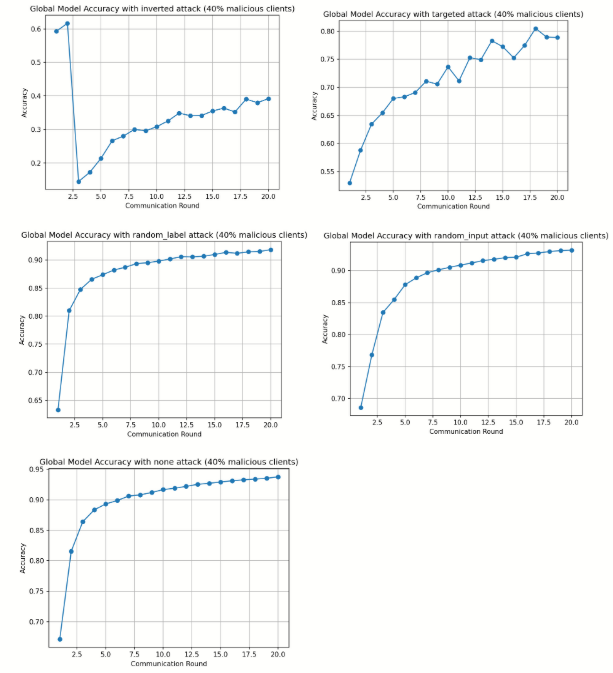 Global Model Accuracy with inverted attack (40% malicious clients)
0.6
0.5
0.4
0.3
0.2
Accuracy
2.5 5.0 7.5 10.0 12.5 15.0 17.5 20.0
Communication Round
Global Model Accuracy with targeted attack (40% malicious clients)
0.80
0.75
0.70
0.65
0.60
0.55
Accuracy
2.5 5.0 7.5 10.0 12.5 15.0 17.5 20.0
Communication Round
Global Model Accuracy with random_label attack (40% malicious clients)
0.90
0.85
0.80
0.75
0.70
0.65
Accuracy
2.5 5.0 7.5 10.0 12.5 15.0 17.5 20.0
Communication Round
Global Model Accuracy with random_input attack (40% malicious clients)
0.90
0.85
0.80
0.75
0.70
Accuracy
2.5 5.0 7.5 10.0 12.5 15.0 17.5 20.0
Communication Round
Global Model Accuracy with none attack (40% malicious clients)
0.95
0.90
0.85
0.80
0.75
0.70
Accuracy
2.5 5.0 7.5 10.0 12.5 15.0 17.5 20.0
Communication Round